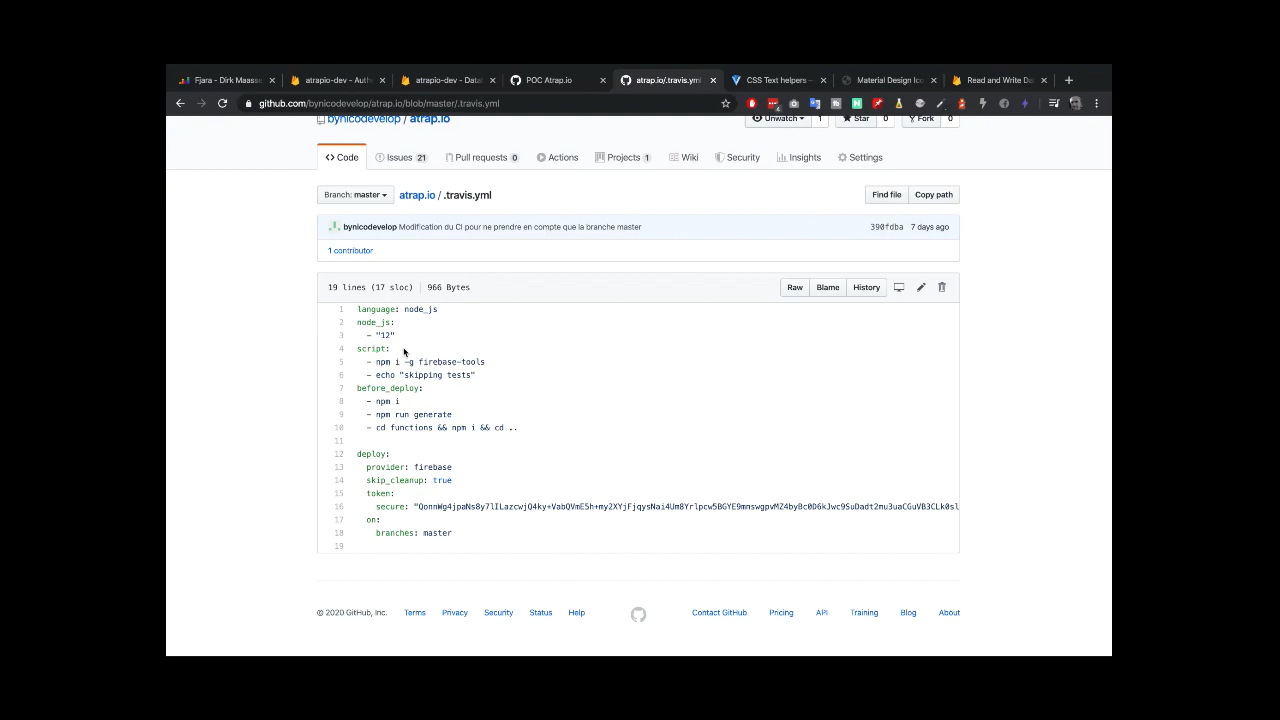 Fjara - Dirk Maass
atrapio-dev - Auth
atrapio-dev - Data
POC Atrap.io
atrap.io/.travis.yml
CSS Text helpers —
Material Design Ico
Read and Write Da
github.com/bynicodevelop/atrap.io/blob/master/.travis.yml
bynicodevelop / atrap.io
Unwatch 1
Star 0
Fork 0
Code
Issues 21
Pull requests 0
Actions
Projects 1
Wiki
Security
Insights
Settings
Branch: master
atrap.io / .travis.yml
Find file
Copy path
bynicodevelop Modification du CI pour ne prendre en compte que la branche master
390fdba 7 days ago
1 contributor
19 lines (17 sloc) 966 Bytes
Raw
Blame
History
1 language: node_js
2 node_js:
3 - "12"
4 script:
5 - npm i -g firebase-tools
6 - echo "skipping tests"
7 before_deploy:
8 - npm i
9 - npm run generate
10 - cd functions && npm i && cd ..
11
12 deploy:
13 provider: firebase
14 skip_cleanup: true
15 token:
16 secure:
17 on:
18 branches: master
19
© 2020 GitHub, Inc.
Terms
Privacy
Security
Status
Help
Contact GitHub
Pricing
API
Training
Blog
About